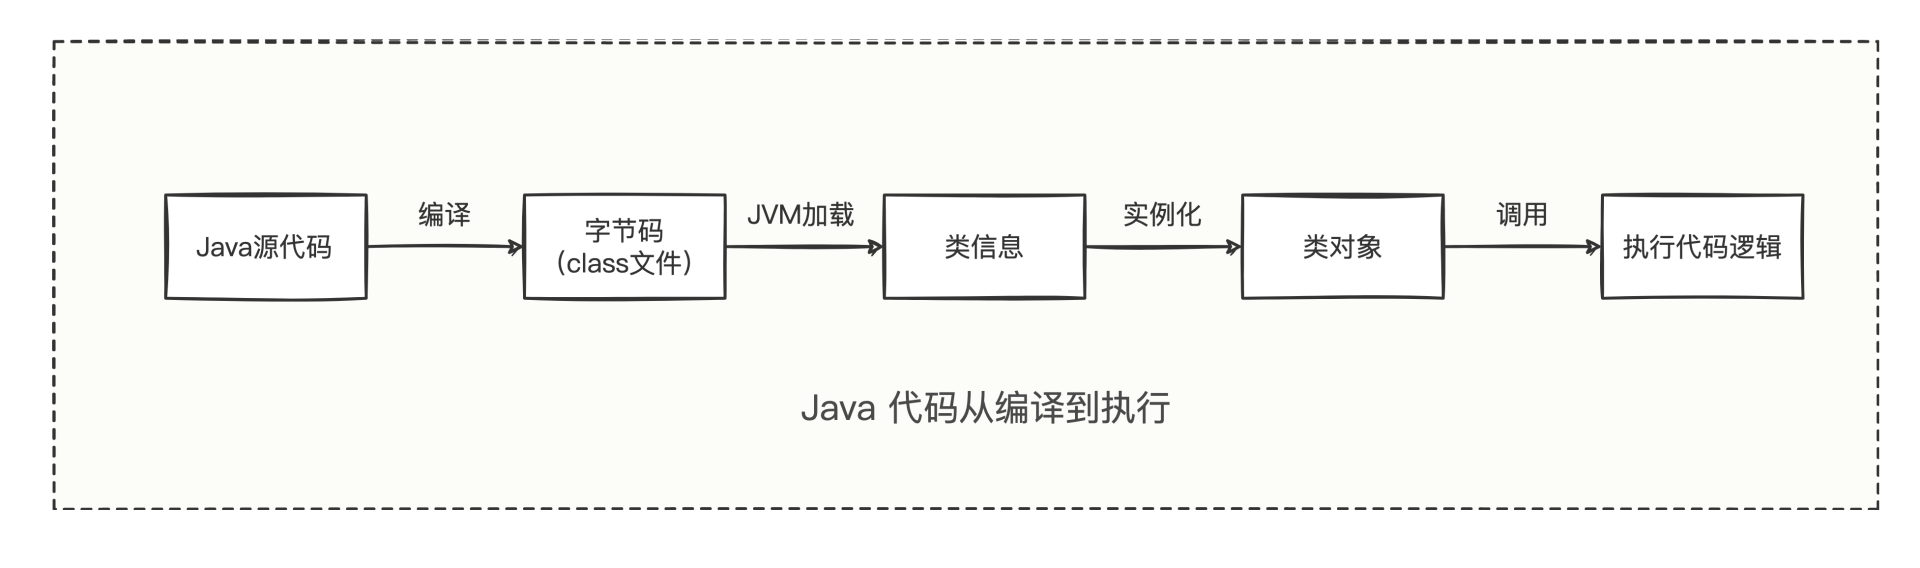 Java源代码
编译
字节码
(class文件)
JVM加载
类信息
实例化
类对象
调用
执行代码逻辑
Java 代码从编译到执行